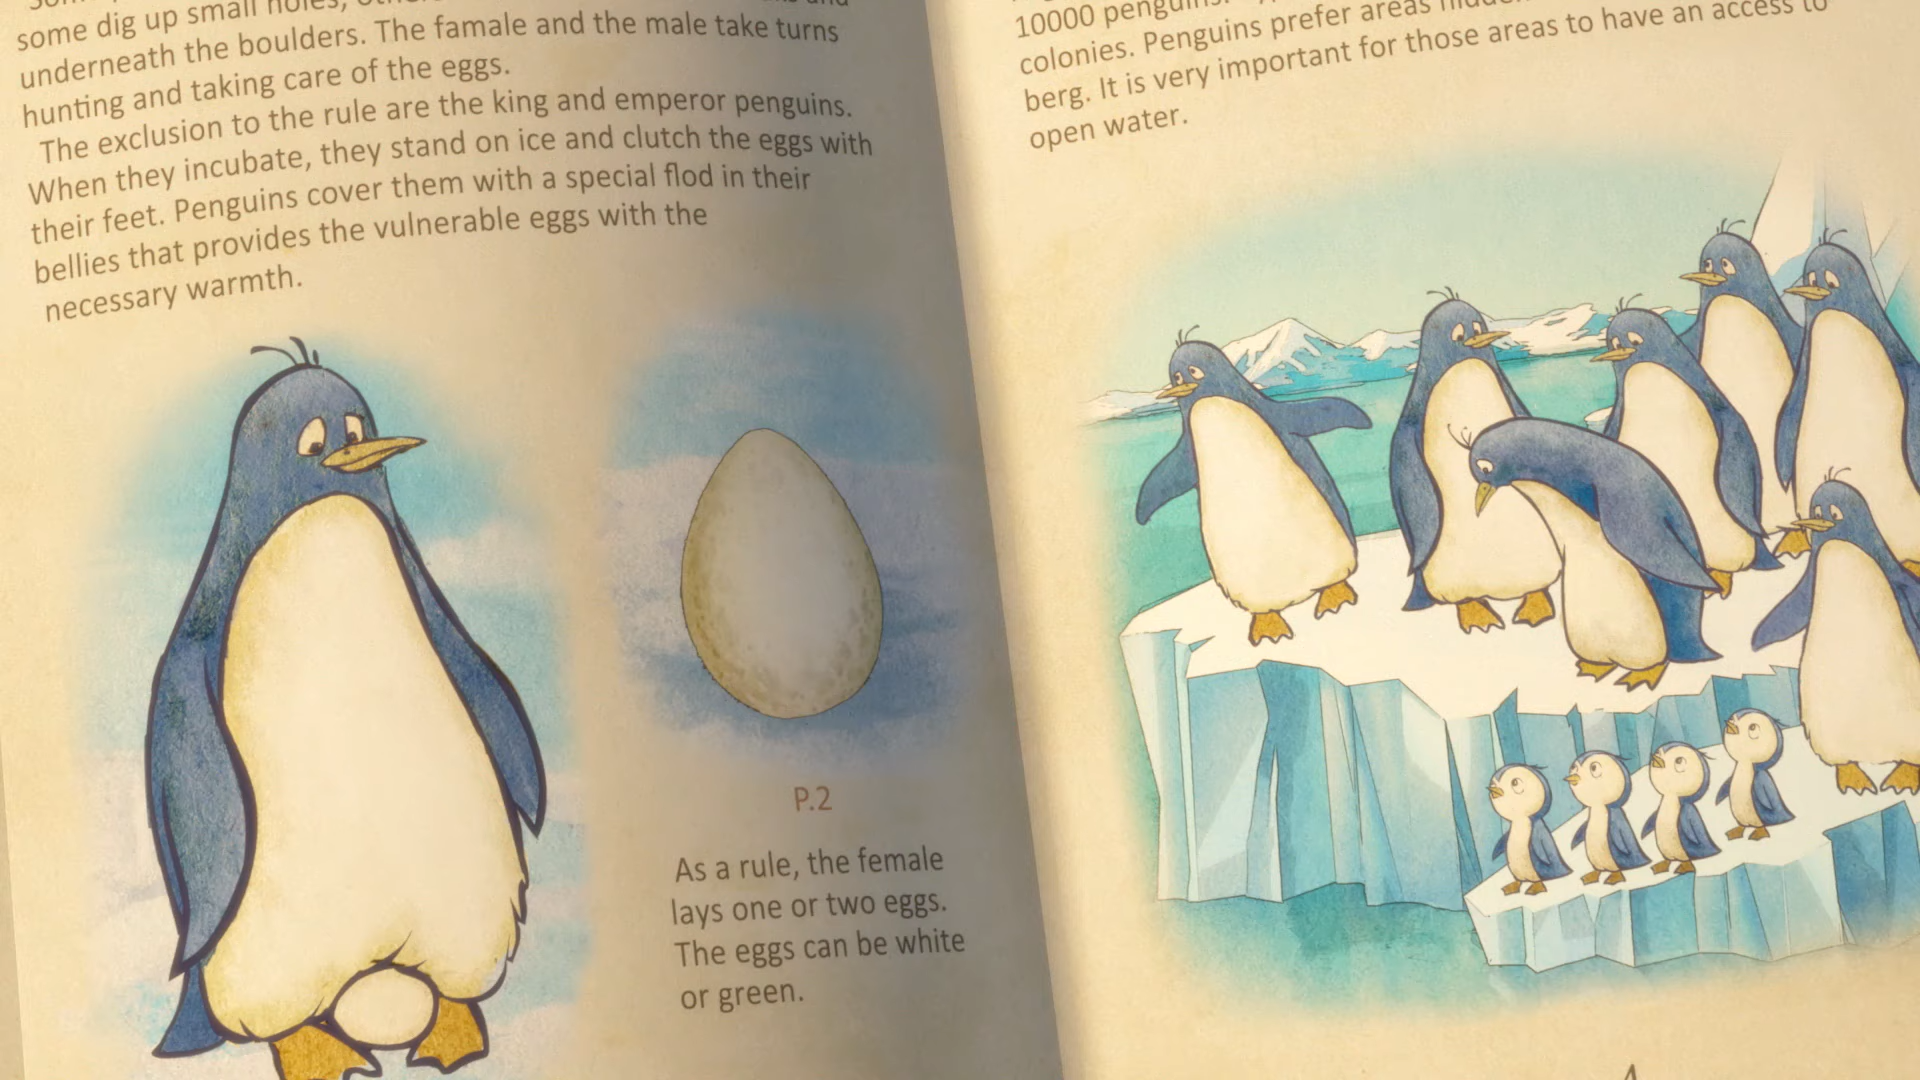 some dig up small holes,
underneath the boulders. The famale and the male take turns
hunting and taking care of the eggs.
The exclusion to the rule are the king and emperor penguins.
When they incubate, they stand on ice and clutch the eggs with
their feet. Penguins cover them with a special flod in their
bellies that provides the vulnerable eggs with the
necessary warmth.
P.2
As a rule, the female
lays one or two eggs.
The eggs can be white
or green.
10000 penguins.
colonies. Penguins prefer areas
berg. It is very important for those areas to have an access to
open water.